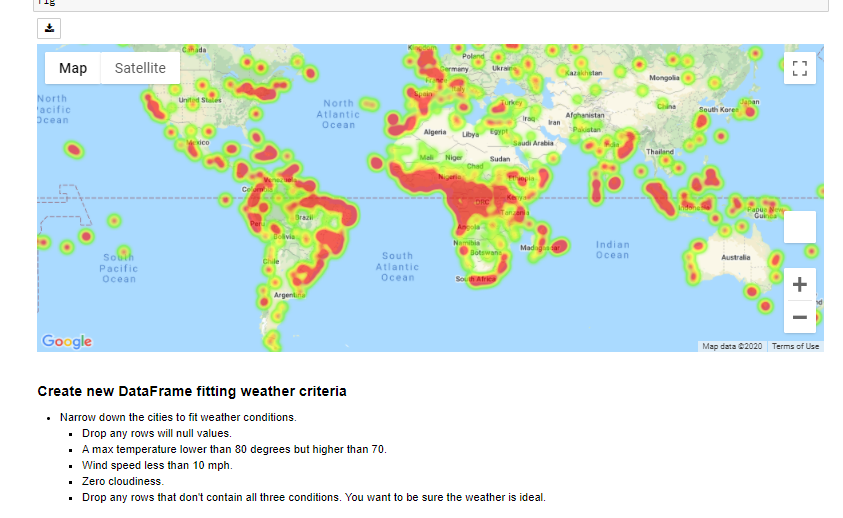 fig
Map
Satellite
Canada
Poland
Germany
Ukraine
Kazakhstan
Mongolia
North
Pacific
Ocean
United States
North
Atlantic
Ocean
France
Italy
Spain
Turkey
China
South Korea
Japan
Iraq
Iran
Afghanistan
Pakistan
Mexico
Algeria
Libya
Egypt
Saudi Arabia
India
Thailand
Mali
Niger
Chad
Sudan
Nigeria
Ethiopia
Venezuela
Colombia
DRC
Kenya
Tanzania
Indonesia
Papua New
Guinea
Peru
Brazil
Bolivia
Angola
Namibia
Botswana
Madagascar
Indian
Ocean
South
Pacific
Ocean
Chile
South
Atlantic
Ocean
South Africa
Australia
Argentina
Google
Map data ©2020
Terms of Use
Create new DataFrame fitting weather criteria
• Narrow down the cities to fit weather conditions.
▪ Drop any rows will null values.
▪ A max temperature lower than 80 degrees but higher than 70.
▪ Wind speed less than 10 mph.
▪ Zero cloudiness.
▪ Drop any rows that don't contain all three conditions. You want to be sure the weather is ideal.